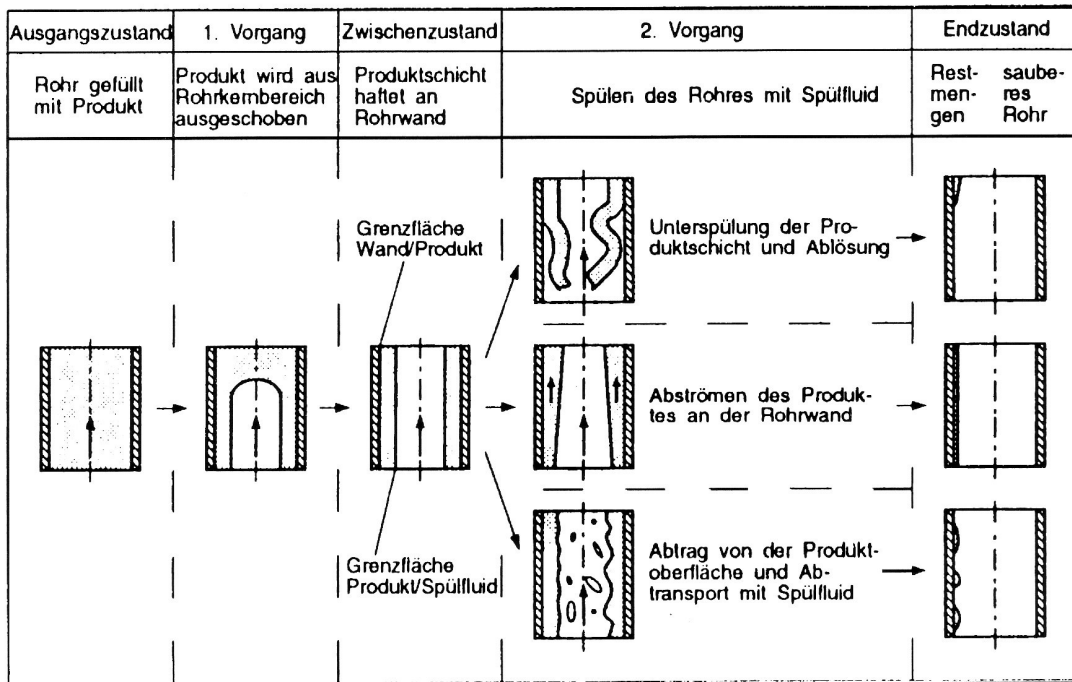 Ausgangszustand
1. Vorgang
Zwischenzustand
2. Vorgang
Endzustand
Rohr gefüllt
mit Produkt
Produkt wird aus
Rohrkernbereich
ausgeschoben
Produktschicht
haftet an
Rohrwand
Spülen des Rohres mit Spülfluid
Rest-
men-
gen
saube-
res
Rohr
Grenzfläche
Wand/Produkt
Unterspülung der Pro-
duktschicht und Ablösung
Abströmen des Produk-
tes an der Rohrwand
Grenzfläche
Produkt/Spülfluid
Abtrag von der Produkt-
oberfläche und Ab-
transport mit Spülfluid